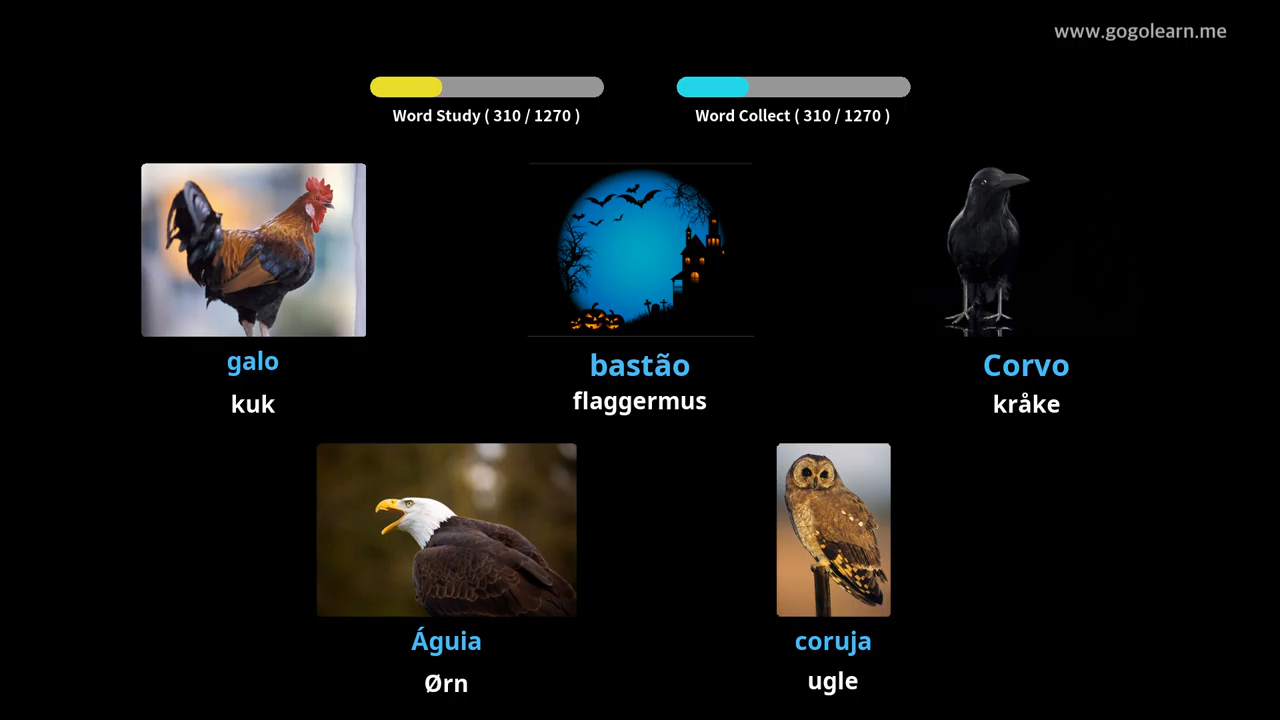 www.gogolearn.me
Word Study ( 310 / 1270 )
Word Collect ( 310 / 1270 )
galo
kuk
bastão
flaggermus
Corvo
kråke
Águia
Ørn
coruja
ugle